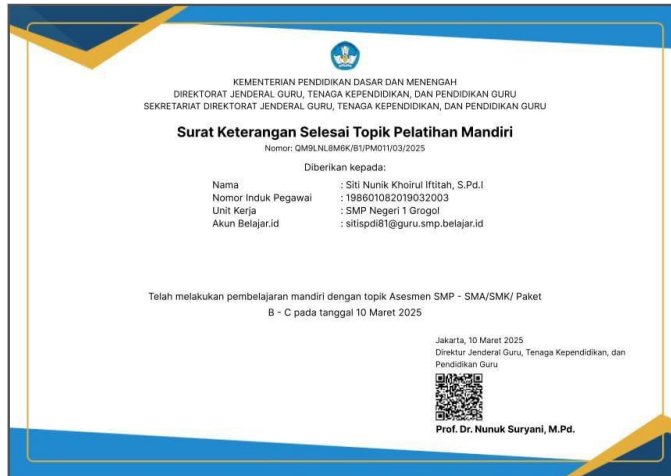 KEMENTERIAN PENDIDIKAN DASAR DAN MENENGAH
DIREKTORAT JENDERAL GURU, TENAGA KEPENDIDIKAN, DAN PENDIDIKAN GURU
SEKRETARIAT DIREKTORAT JENDERAL GURU, TENAGA KEPENDIDIKAN, DAN PENDIDIKAN GURU
Surat Keterangan Selesai Topik Pelatihan Mandiri
Nomor: QM9LNL8M6K/B1/PM011/03/2025
Diberikan kepada:
Nama : Siti Nunik Khoirul Iftitah, S.Pd.I
Nomor Induk Pegawai : 198601082019032003
Unit Kerja : SMP Negeri 1 Grogol
Akun Belajar.id : sitispdi81@guru.smp.belajar.id
Telah melakukan pembelajaran mandiri dengan topik Asesmen SMP - SMA/SMK/ Paket
B - C pada tanggal 10 Maret 2025
Jakarta, 10 Maret 2025
Direktur Jenderal Guru, Tenaga Kependidikan, dan
Pendidikan Guru
Prof. Dr. Nunuk Suryani, M.Pd.